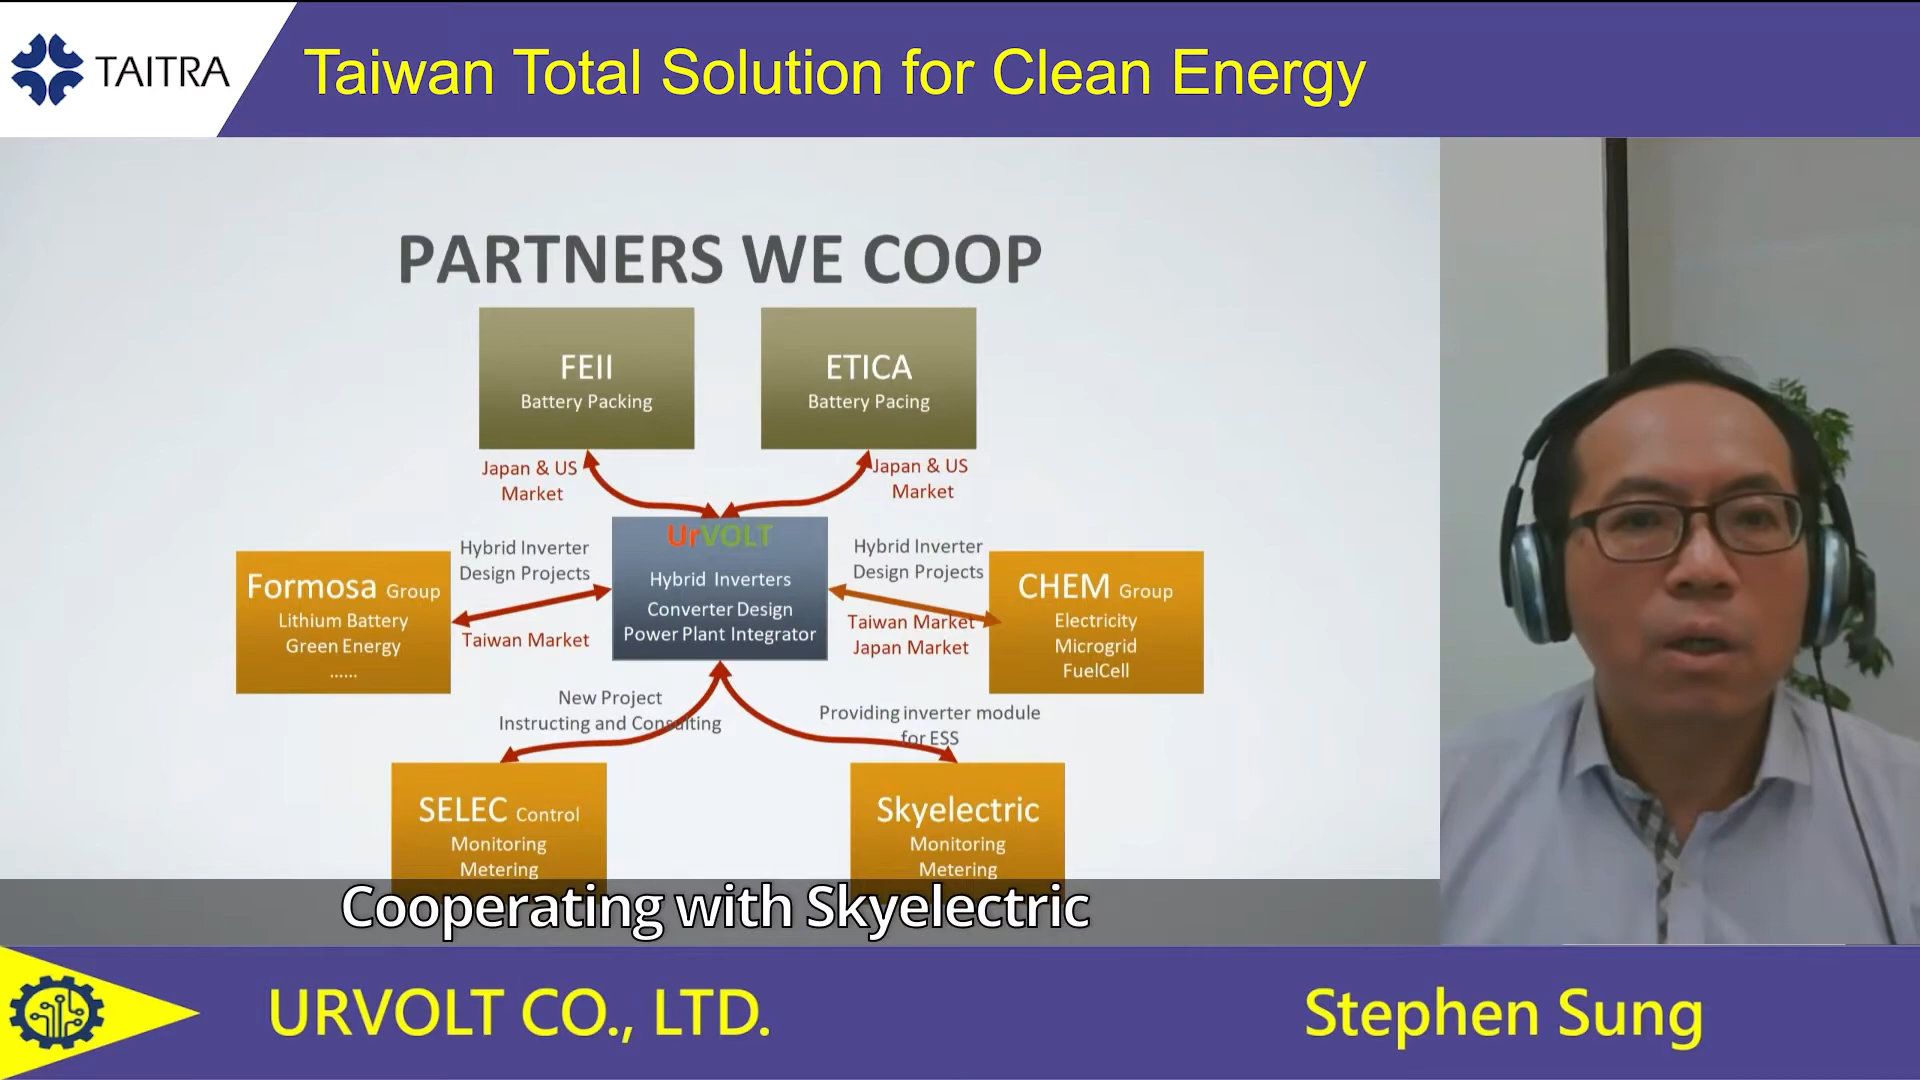 TAITRA
Taiwan Total Solution for Clean Energy
PARTNERS WE COOP
FEII
Battery Packing
ETICA
Battery Pacing
Japan & US
Market
Japan & US
Market
UrVOLT
Hybrid Inverters
Converter Design
Power Plant Integrator
Hybrid Inverter
Design Projects
Taiwan Market
Hybrid Inverter
Design Projects
Taiwan Market
Japan Market
Formosa Group
Lithium Battery
Green Energy
......
CHEM Group
Electricity
Microgrid
FuelCell
New Project
Instructing and Consulting
Providing inverter module
for ESS
SELEC Control
Monitoring
Metering
Skyelectric
Monitoring
Metering
Cooperating with Skyelectric
URVOLT CO., LTD.
Stephen Sung